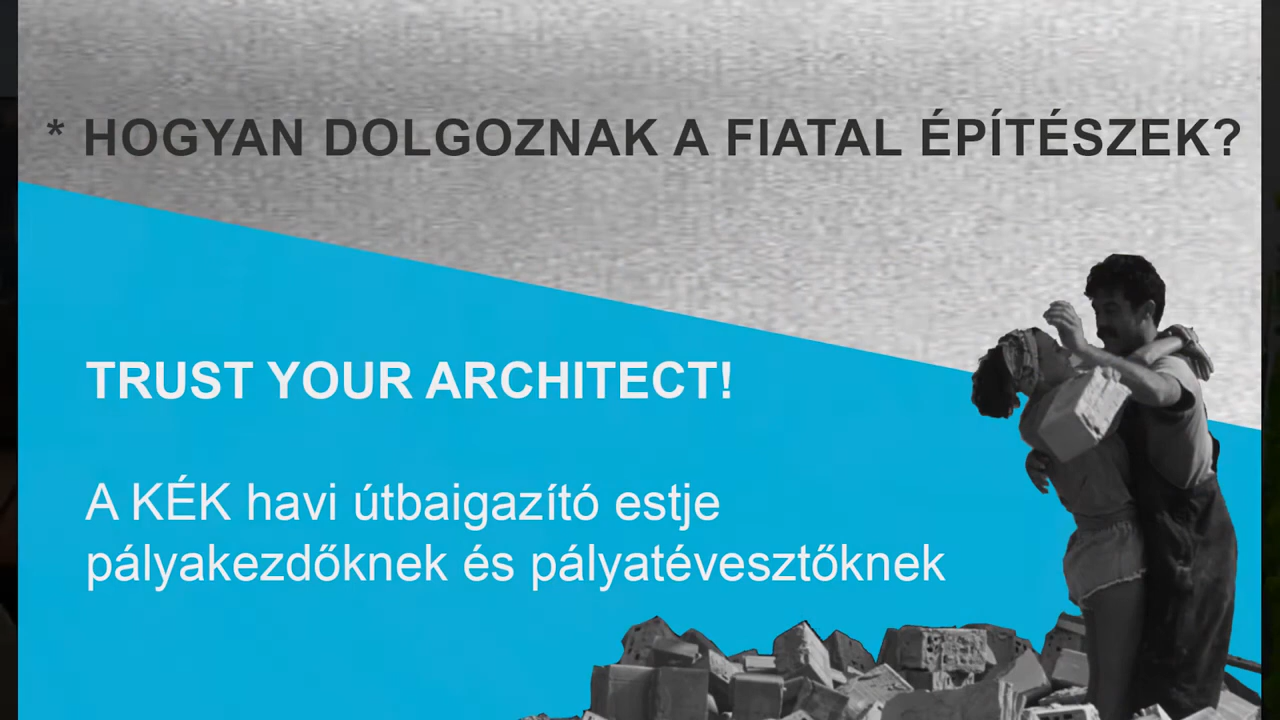 * HOGYAN DOLGOZNAK A FIATAL ÉPÍTÉSZEK?
TRUST YOUR ARCHITECT!
A KÉK havi útbaigazító estje
pályakezdőknek és pályatévesztőknek